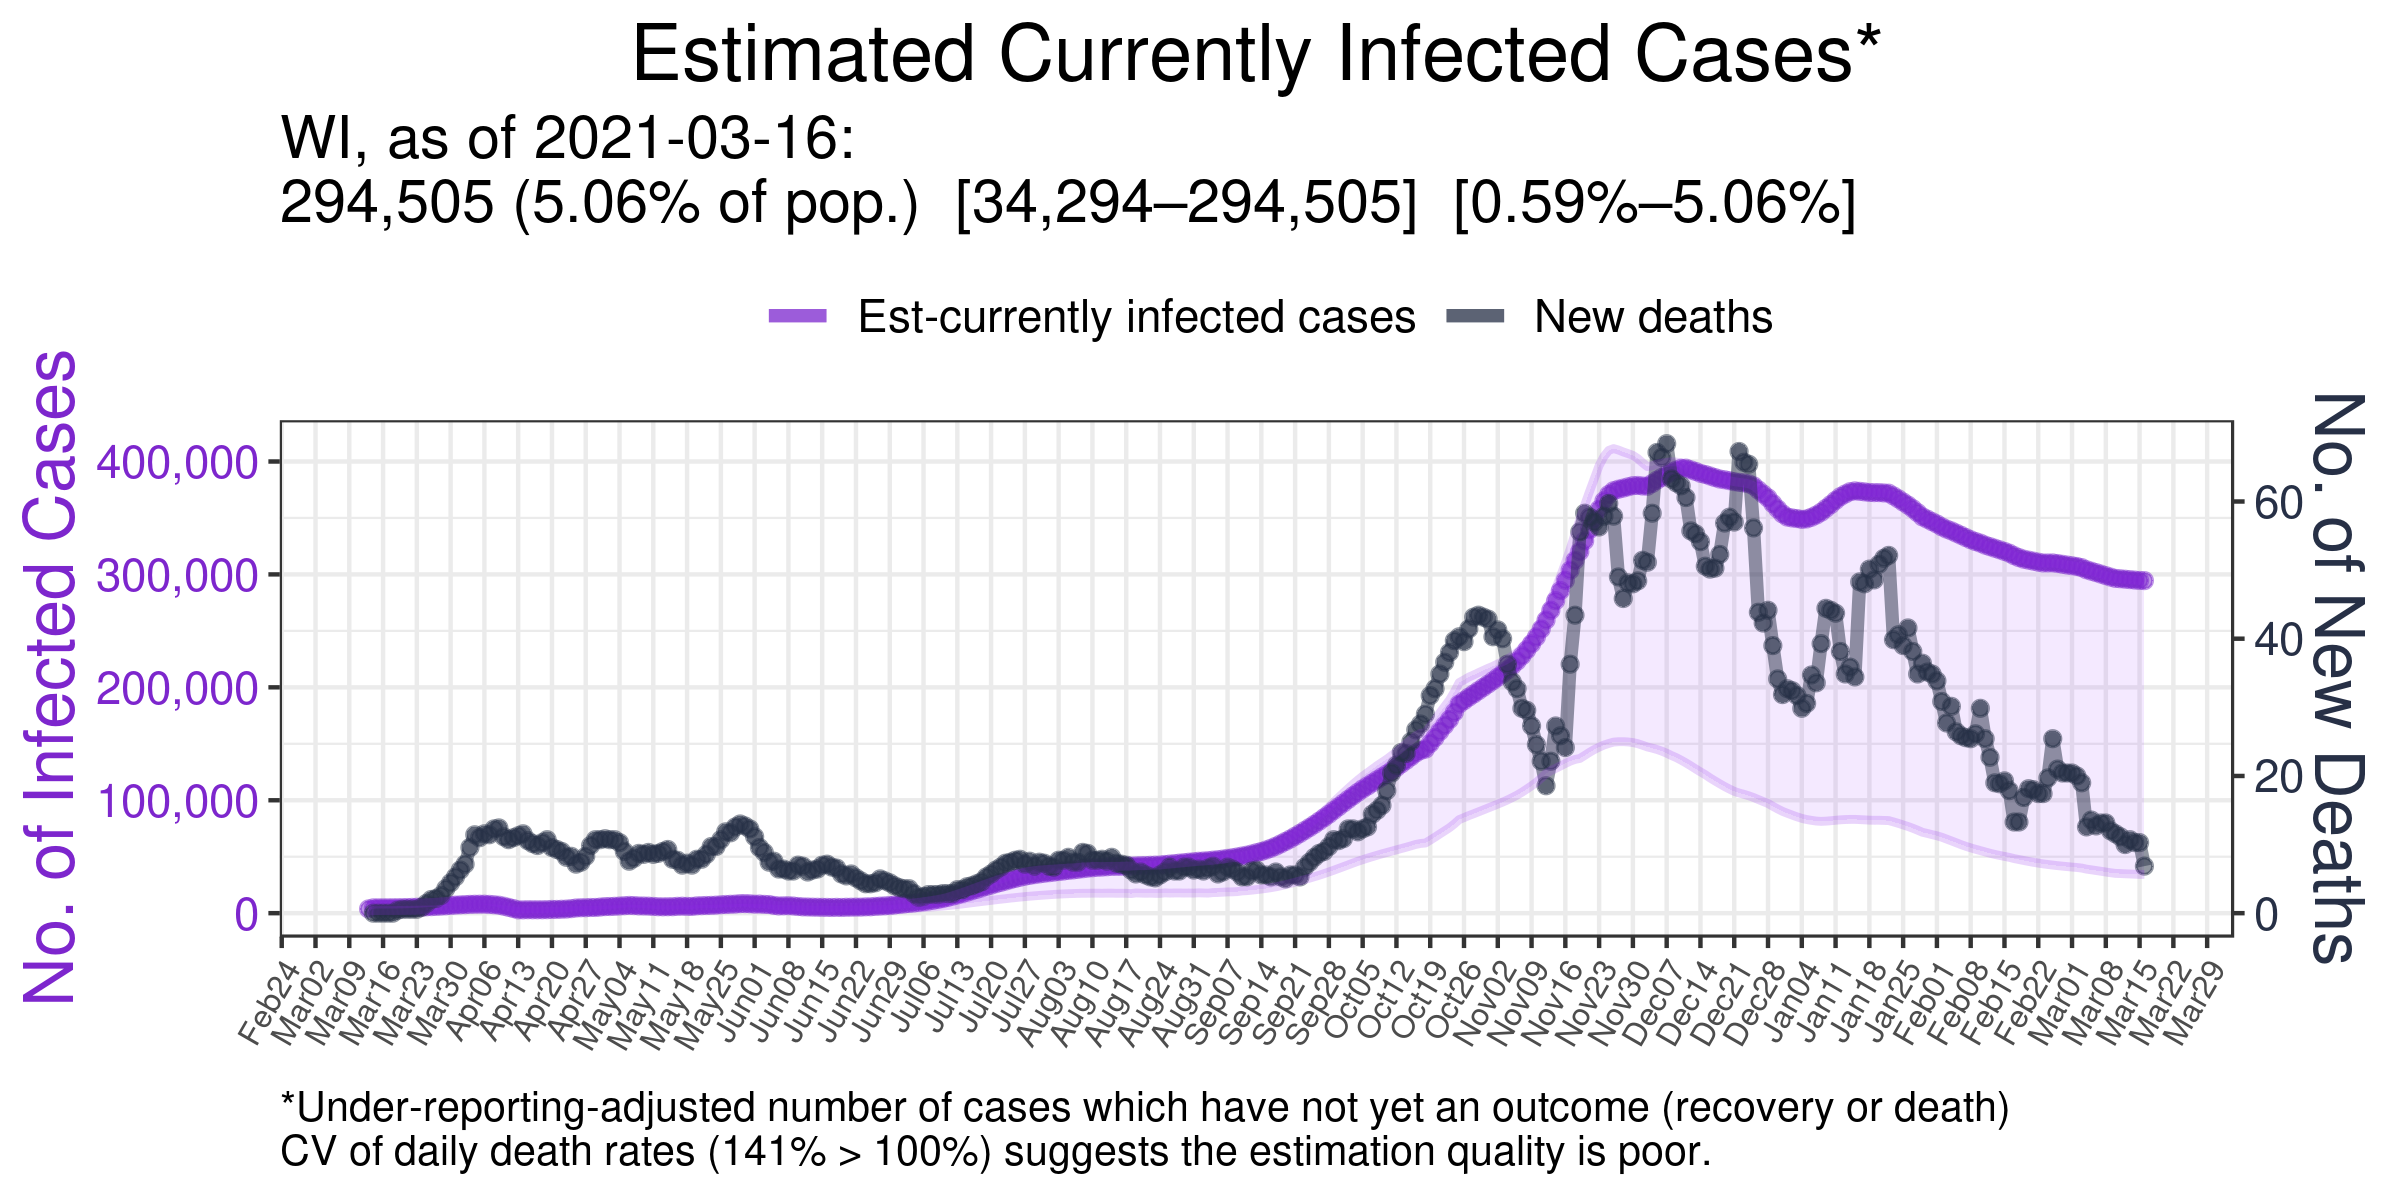 Estimated Currently Infected Cases*
WI, as of 2021-03-16:
294,505 (5.06% of pop.)  [34,294–294,505]  [0.59%–5.06%]
Est-currently infected cases
New deaths
No. of Infected Cases
400,000
300,000
200,000
100,000
0
No. of New Deaths
60
40
20
0
Feb24
Mar02
Mar09
Mar16
Mar23
Mar30
Apr06
Apr13
Apr20
Apr27
May04
May11
May18
May25
Jun01
Jun08
Jun15
Jun22
Jun29
Jul06
Jul13
Jul20
Jul27
Aug03
Aug10
Aug17
Aug24
Aug31
Sep07
Sep14
Sep21
Sep28
Oct05
Oct12
Oct19
Oct26
Nov02
Nov09
Nov16
Nov23
Nov30
Dec07
Dec14
Dec21
Dec28
Jan04
Jan11
Jan18
Jan25
Feb01
Feb08
Feb15
Feb22
Mar01
Mar08
Mar15
Mar22
Mar29
*Under-reporting-adjusted number of cases which have not yet an outcome (recovery or death)
CV of daily death rates (141% > 100%) suggests the estimation quality is poor.